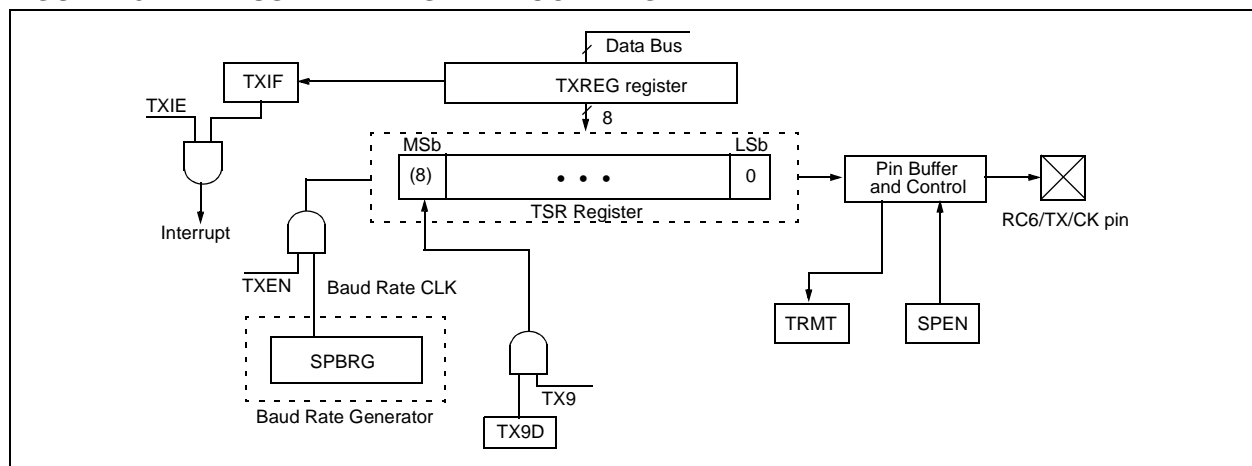 Data Bus
TXIF
TXREG register
TXIE
8
MSb
LSb
(8)
• • •
0
TSR Register
Pin Buffer
and Control
RC6/TX/CK pin
Interrupt
TXEN
Baud Rate CLK
TRMT
SPEN
SPBRG
TX9
Baud Rate Generator
TX9D